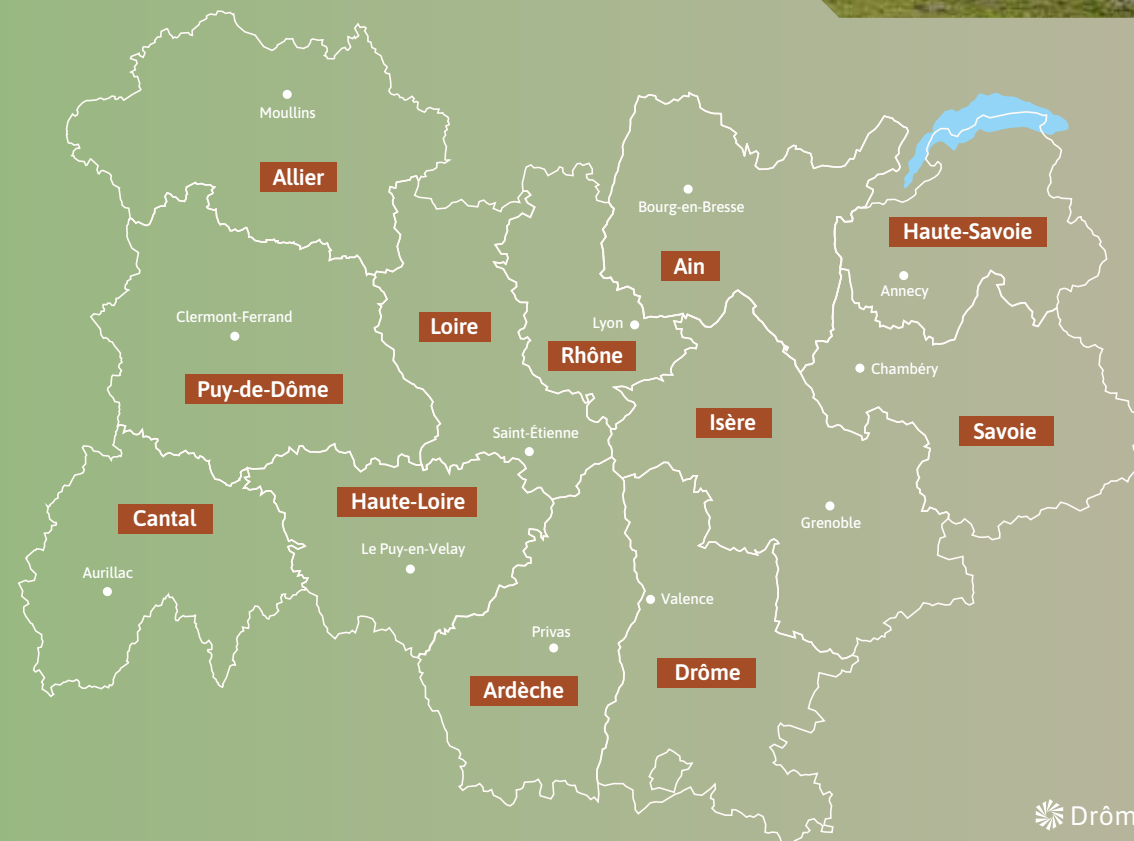 Moullins
Allier
Bourg-en-Bresse
Haute-Savoie
Ain
Annecy
Clermont-Ferrand
Loire
Lyon
Rhône
Chambéry
Puy-de-Dôme
Isère
Savoie
Saint-Étienne
Haute-Loire
Cantal
Grenoble
Le Puy-en-Velay
Aurillac
Valence
Privas
Drôme
Ardèche
Drôm